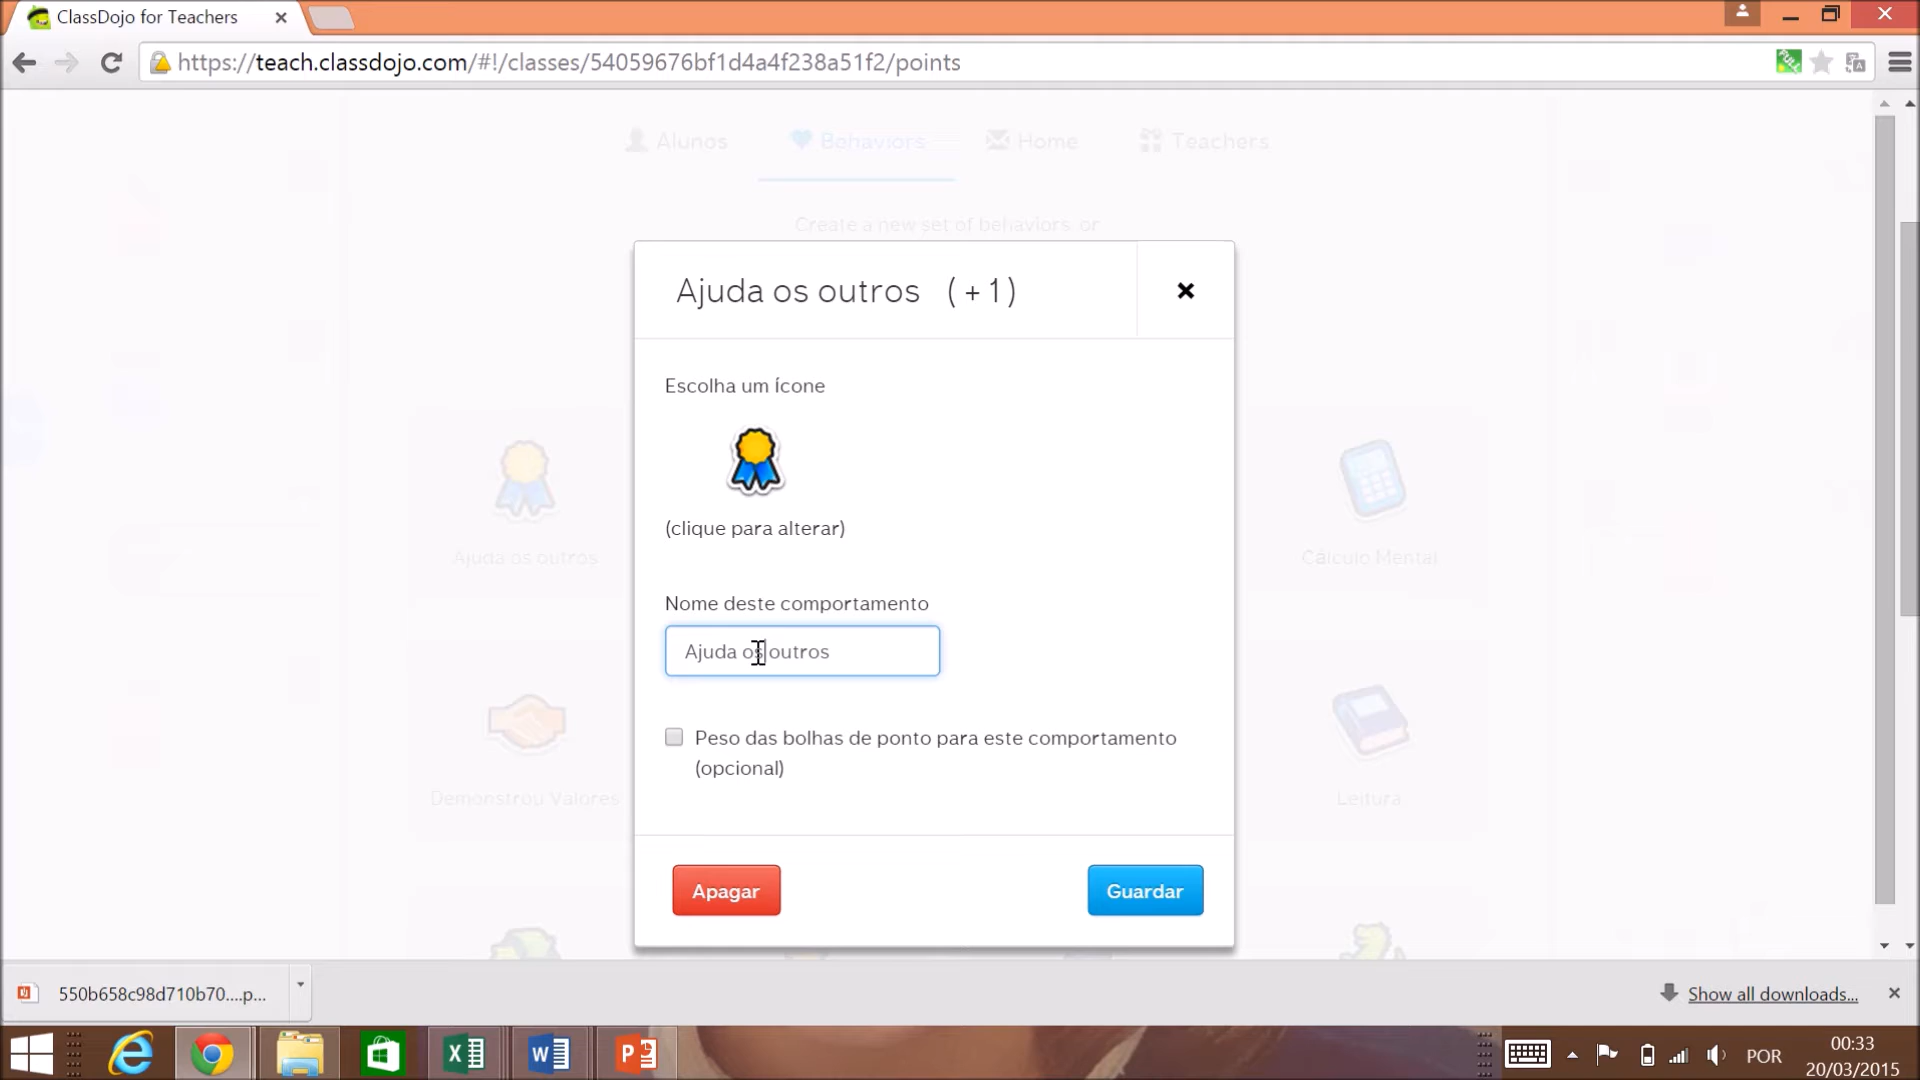 ClassDojo for Teachers
https://teach.classdojo.com/#!/classes/54059676bf1d4a4f238a51f2/points
FULL
Alunos Behaviors Home Teachers
Create a new set of behaviors, or
Ajuda os outros (+1)
Escolha um ícone
(clique para alterar)
Ajuda os outros
Cálculo Mental
Nome deste comportamento
Ajuda os outros
Peso das bolhas de ponto para este comportamento
(opcional)
Demonstrou Valores
Leitura
Apagar
Guardar
550b658c98d710b70....p...
Show all downloads...
POR
00:33
20/03/2015